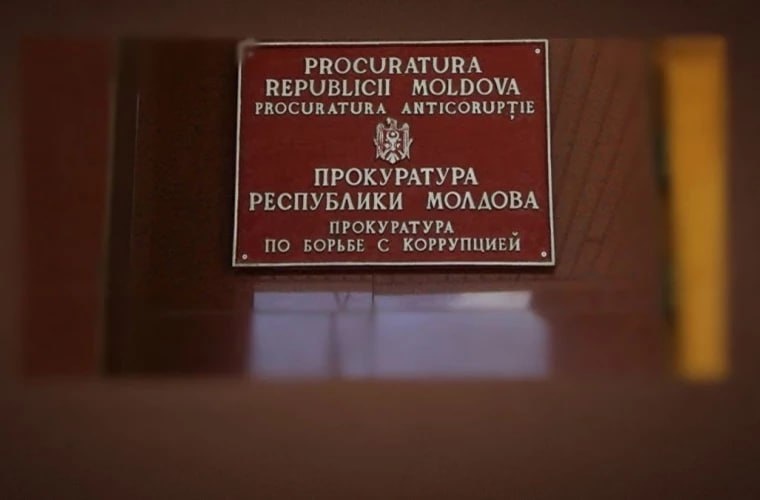 PROCURATURA
REPUBLICII MOLDOVA
PROCURATURA ANTICORUPȚIE
ПРОКУРАТУРА
РЕСПУБЛИКИ МОЛДОВА
ПРОКУРАТУРА
ПО БОРЬБЕ С КОРРУПЦИЕЙ